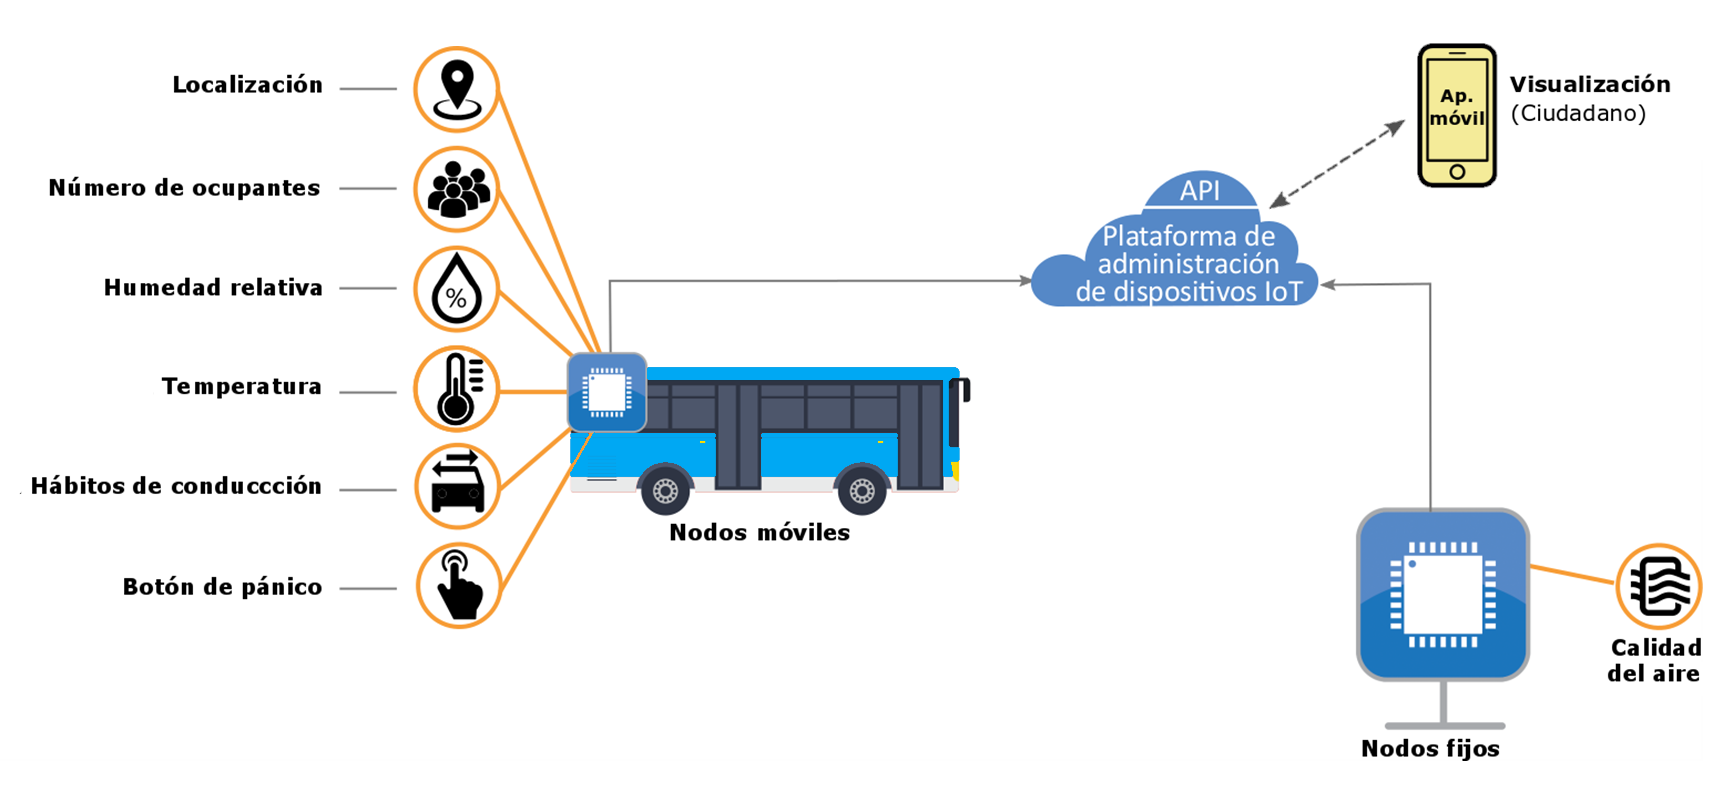 Localización
Número de ocupantes
Humedad relativa
%
Temperatura
Hábitos de conduccción
Botón de pánico
Nodos móviles
API
Plataforma de
administración
de dispositivos IoT
Ap.
móvil
Visualización
(Ciudadano)
Calidad
del aire
Nodos fijos